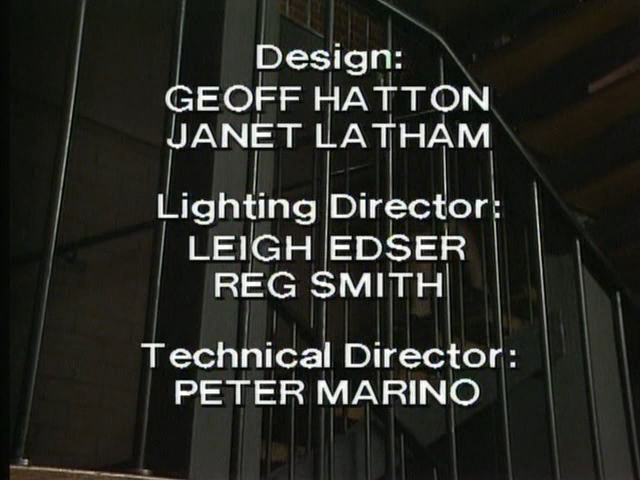 Design:
GEOFF HATTON
JANET LATHAM
Lighting Director:
LEIGH EDSER
REG SMITH
Technical Director:
PETER MARINO